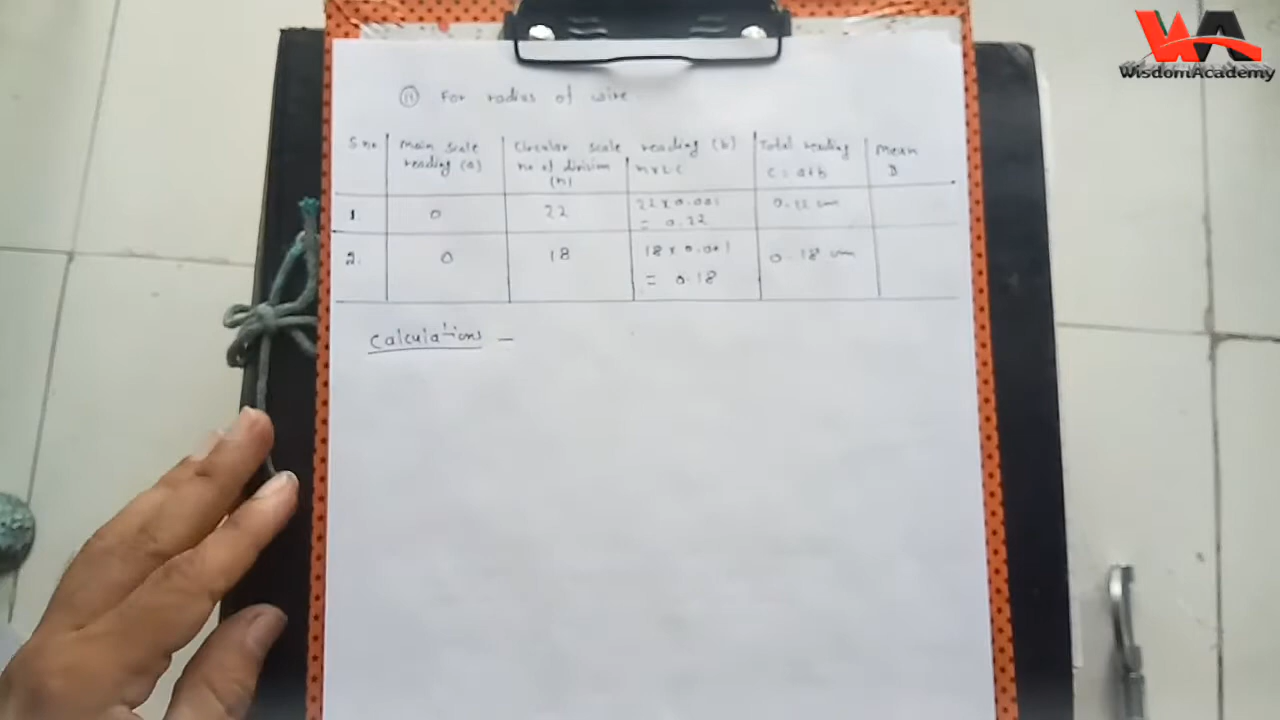 WA
WisdomAcademy
(ii) For radius of wire
S no. Main scale reading (a) Circular scale reading (b) Total reading Mean
no. of division (n) n x L.C c = a+b D
1 0 22 22 x 0.001 = 0.22 0.22 cm
2. 0 18 18 x 0.001 = 0.18 0.18 cm
Calculations –